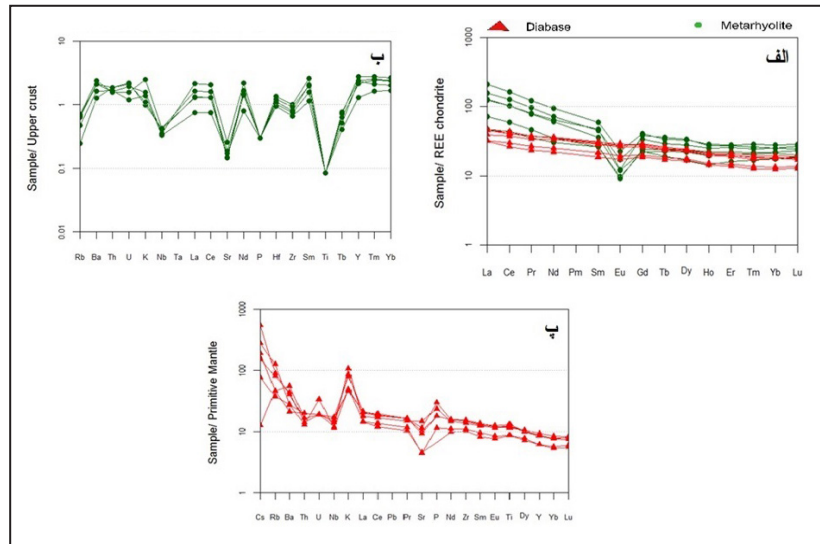 Sample/ Upper crust
10
1
0.1
0.01
ب
Rb Ba Th U K Nb Ta La Ce Sr Nd P Hf Zr Sm Ti Tb Y Tm Yb
Diabase
Metarhyolite
Sample/ REE chondrite
1000
100
10
1
الف
La Ce Pr Nd Pm Sm Eu Gd Tb Dy Ho Er Tm Yb Lu
Sample/ Primitive Mantle
1000
100
10
1
Cs Rb Ba Th U Nb K La Ce Pb Pr Sr P Nd Zr Sm Eu Ti Dy Y Yb Lu